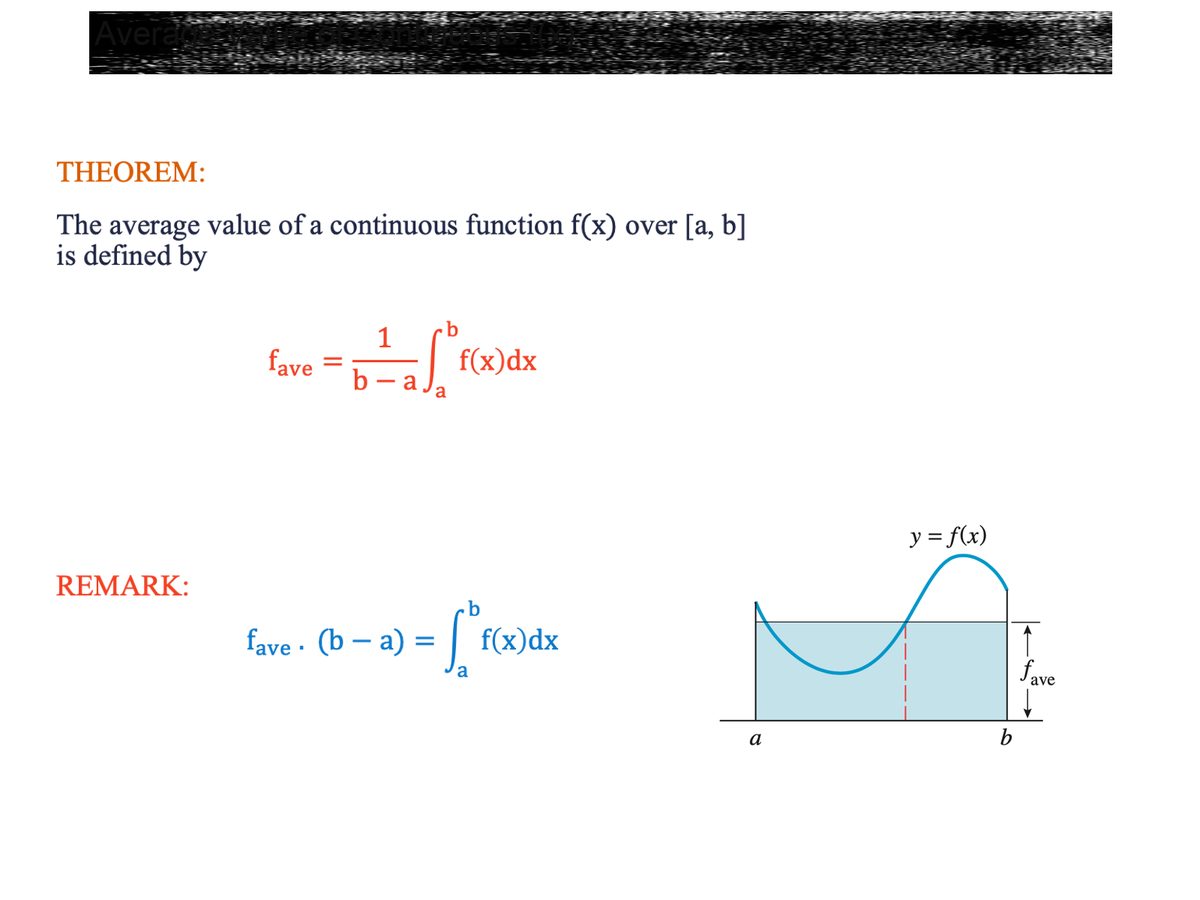 THEOREM:
The average value of a continuous function f(x) over [a, b]
is defined by
f_ave = 1/(b − a) ∫_a^b f(x)dx
y = f(x)
REMARK:
f_ave . (b − a) = ∫_a^b f(x)dx
f_ave
a b